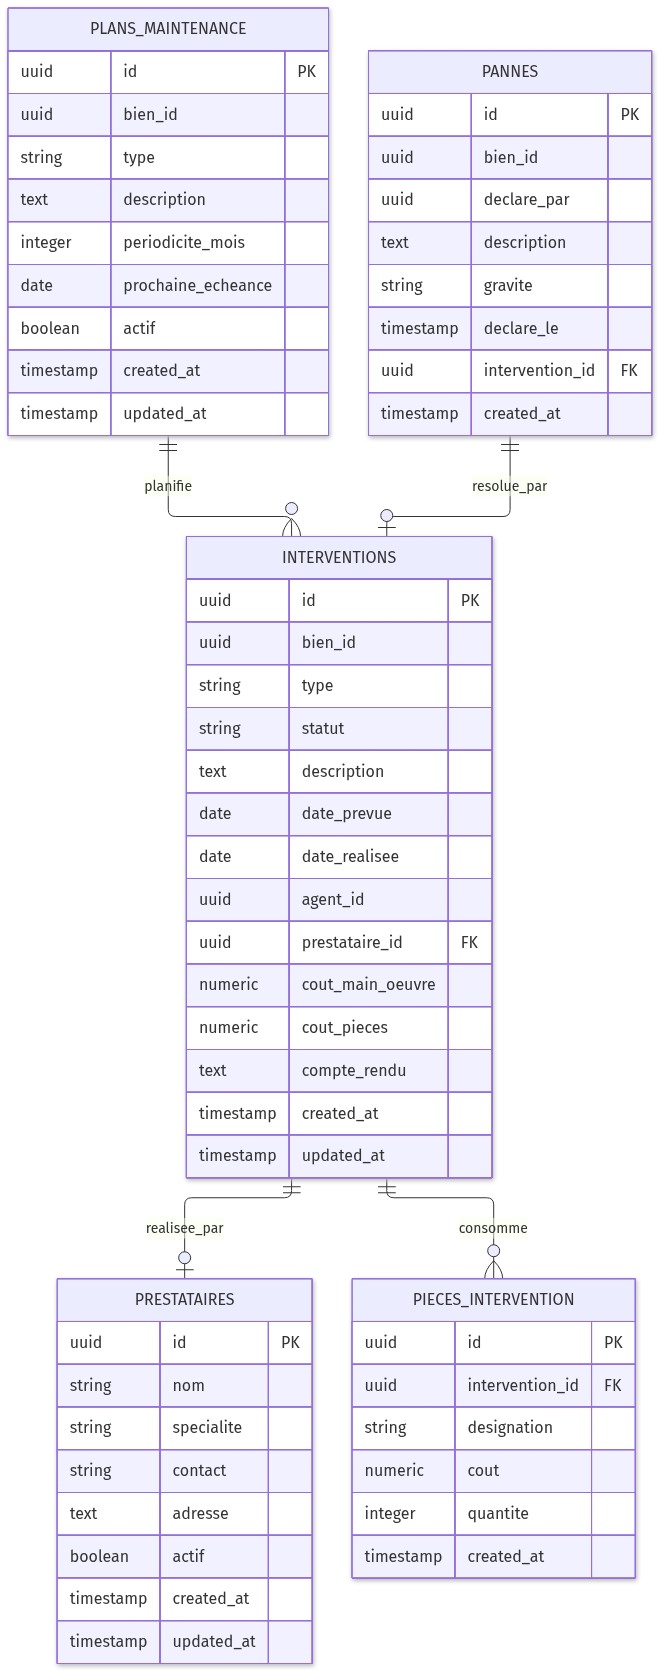 PLANS_MAINTENANCE
uuid id PK
uuid bien_id
string type
text description
integer periodicite_mois
date prochaine_echeance
boolean actif
timestamp created_at
timestamp updated_at
PANNES
uuid id PK
uuid bien_id
uuid declare_par
text description
string gravite
timestamp declare_le
uuid intervention_id FK
timestamp created_at
planifie
resolue_par
INTERVENTIONS
uuid id PK
uuid bien_id
string type
string statut
text description
date date_prevue
date date_realisee
uuid agent_id
uuid prestataire_id FK
numeric cout_main_oeuvre
numeric cout_pieces
text compte_rendu
timestamp created_at
timestamp updated_at
realisee_par
consomme
PRESTATAIRES
uuid id PK
string nom
string specialite
string contact
text adresse
boolean actif
timestamp created_at
timestamp updated_at
PIECES_INTERVENTION
uuid id PK
uuid intervention_id FK
string designation
numeric cout
integer quantite
timestamp created_at